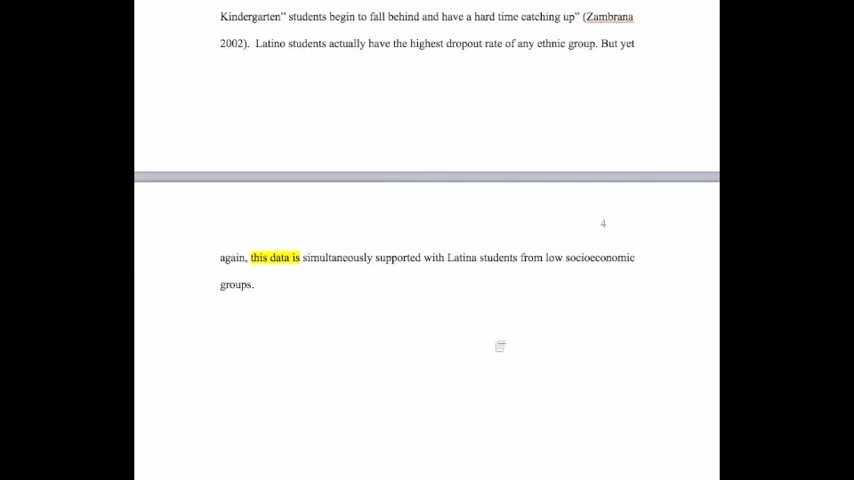 Kindergarten” students begin to fall behind and have a hard time catching up” (Zambrana
2002).  Latino students actually have the highest dropout rate of any ethnic group. But yet
4
again, this data is simultaneously supported with Latina students from low socioeconomic
groups.